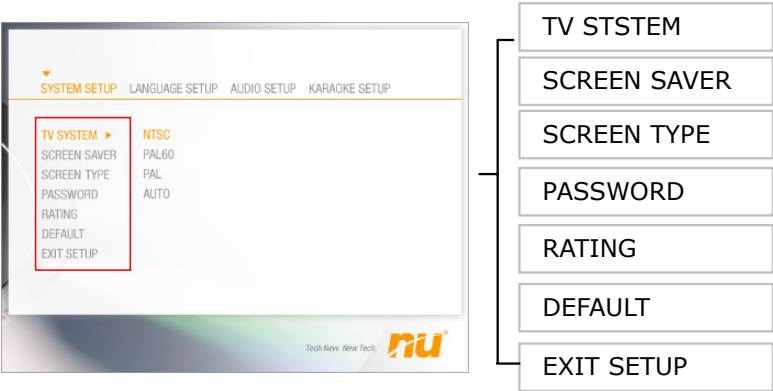 SYSTEM SETUP LANGUAGE SETUP AUDIO SETUP KARAOKE SETUP
TV SYSTEM NTSC
SCREEN SAVER PAL60
SCREEN TYPE PAL
PASSWORD AUTO
RATING
DEFAULT
EXIT SETUP
Tech New. New Tech. nu
TV STSTEM
SCREEN SAVER
SCREEN TYPE
PASSWORD
RATING
DEFAULT
EXIT SETUP